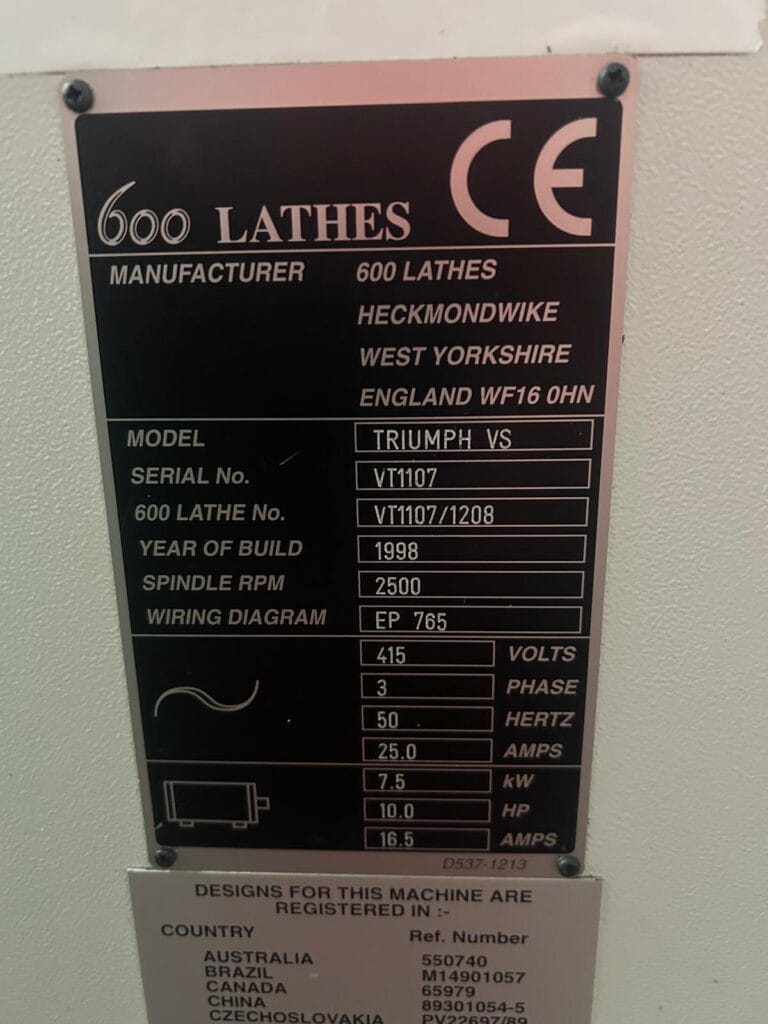 600 LATHES CE
MANUFACTURER 600 LATHES
HECKMONDWIKE
WEST YORKSHIRE
ENGLAND WF16 0HN
MODEL TRIUMPH VS
SERIAL No. VT1107
600 LATHE No. VT1107/1208
YEAR OF BUILD 1998
SPINDLE RPM 2500
WIRING DIAGRAM EP 765
415 VOLTS
3 PHASE
50 HERTZ
25.0 AMPS
7.5 kW
10.0 HP
16.5 AMPS
D537-1213
DESIGNS FOR THIS MACHINE ARE
REGISTERED IN :-
COUNTRY Ref. Number
AUSTRALIA 550740
BRAZIL M14901057
CANADA 65979
CHINA 89301054-5
CZECHOSLOVAKIA PV22697/89